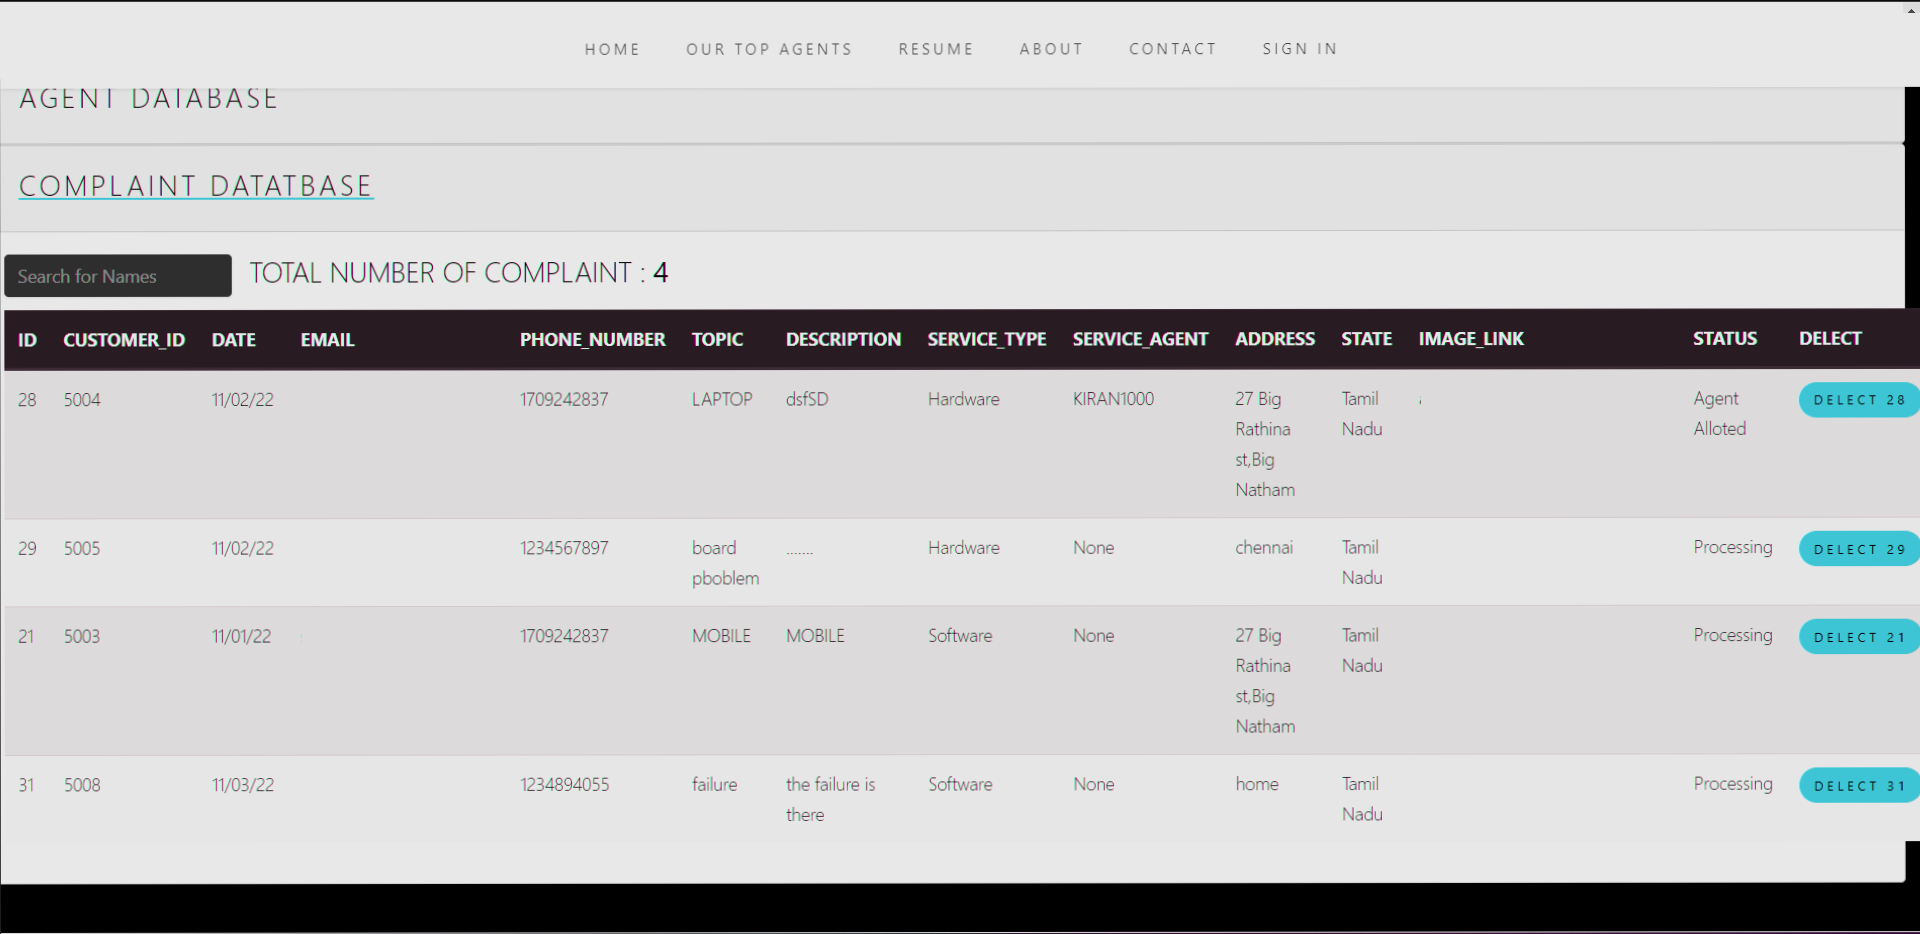 HOME OUR TOP AGENTS RESUME ABOUT CONTACT SIGN IN
AGENT DATABASE
COMPLAINT DATATBASE
Search for Names TOTAL NUMBER OF COMPLAINT : 4
ID CUSTOMER_ID DATE EMAIL PHONE_NUMBER TOPIC DESCRIPTION SERVICE_TYPE SERVICE_AGENT ADDRESS STATE IMAGE_LINK STATUS DELECT
28 5004 11/02/22 1709242837 LAPTOP dsfSD Hardware KIRAN1000 27 Big Tamil Agent DELECT 28
Rathina Nadu Alloted
st,Big
Natham
29 5005 11/02/22 1234567897 board ....... Hardware None chennai Tamil Processing DELECT 29
pboblem Nadu
21 5003 11/01/22 1709242837 MOBILE MOBILE Software None 27 Big Tamil Processing DELECT 21
Rathina Nadu
st,Big
Natham
31 5008 11/03/22 1234894055 failure the failure is Software None home Tamil Processing DELECT 31
there Nadu